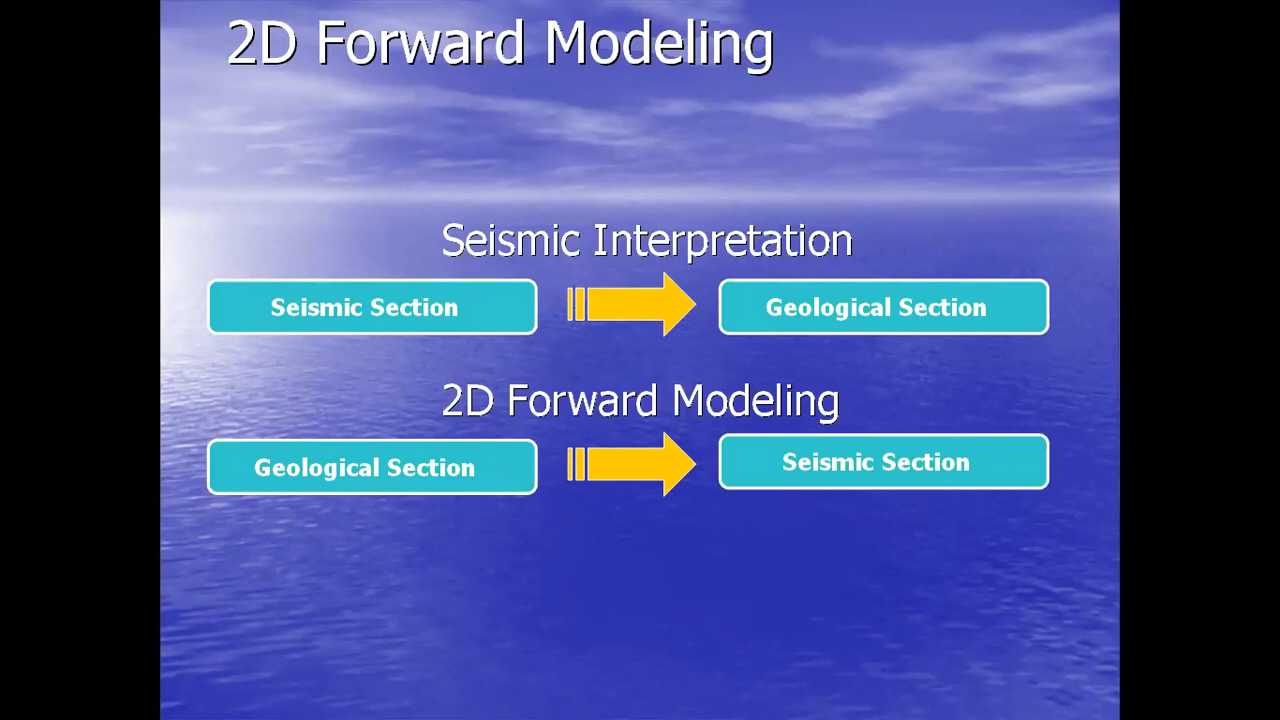 2D Forward Modeling
Seismic Interpretation
Seismic Section
Geological Section
2D Forward Modeling
Geological Section
Seismic Section